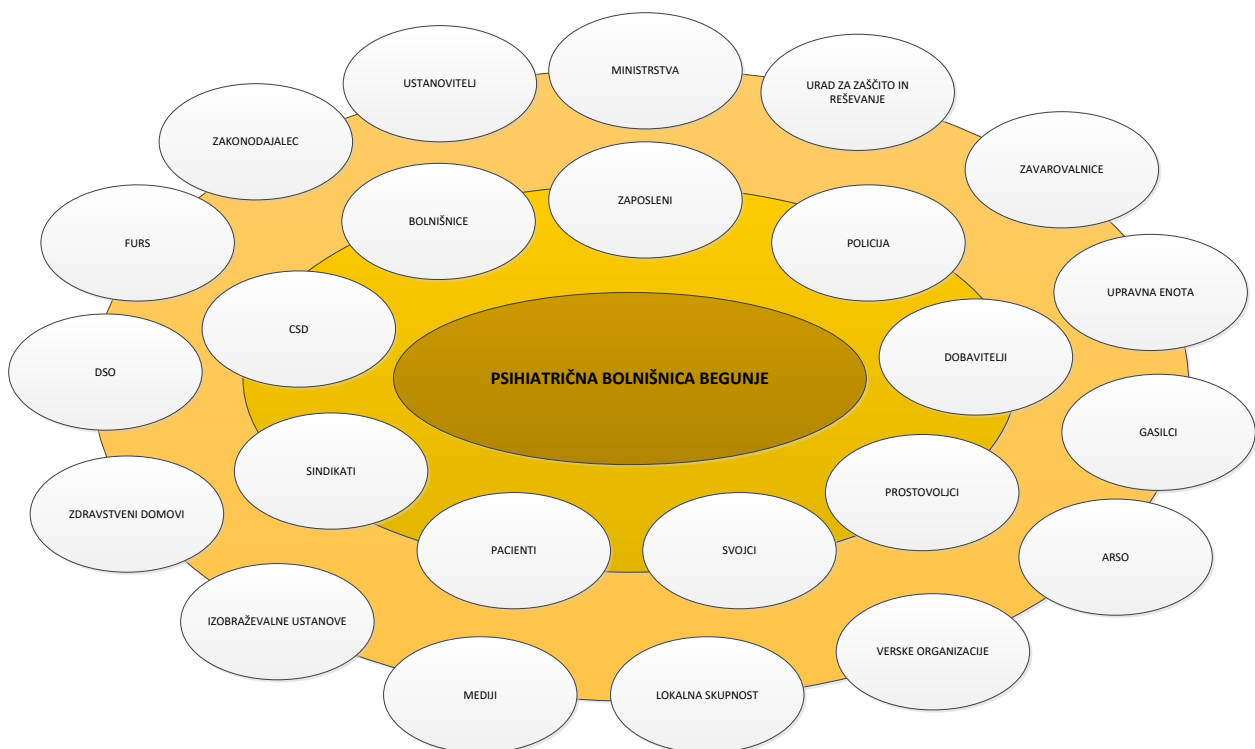 MINISTRSTVA
USTANOVITELJ
URAD ZA ZAŠČITO IN
REŠEVANJE
ZAKONODAJALEC
ZAVAROVALNICE
ZAPOSLENI
BOLNIŠNICE
POLICIJA
FURS
UPRAVNA ENOTA
CSD
DOBAVITELJI
DSO
PSIHIATRIČNA BOLNIŠNICA BEGUNJE
GASILCI
SINDIKATI
PROSTOVOLJCI
ZDRAVSTVENI DOMOVI
PACIENTI
SVOJCI
ARSO
IZOBRAŽEVALNE USTANOVE
VERSKE ORGANIZACIJE
MEDIJI
LOKALNA SKUPNOST